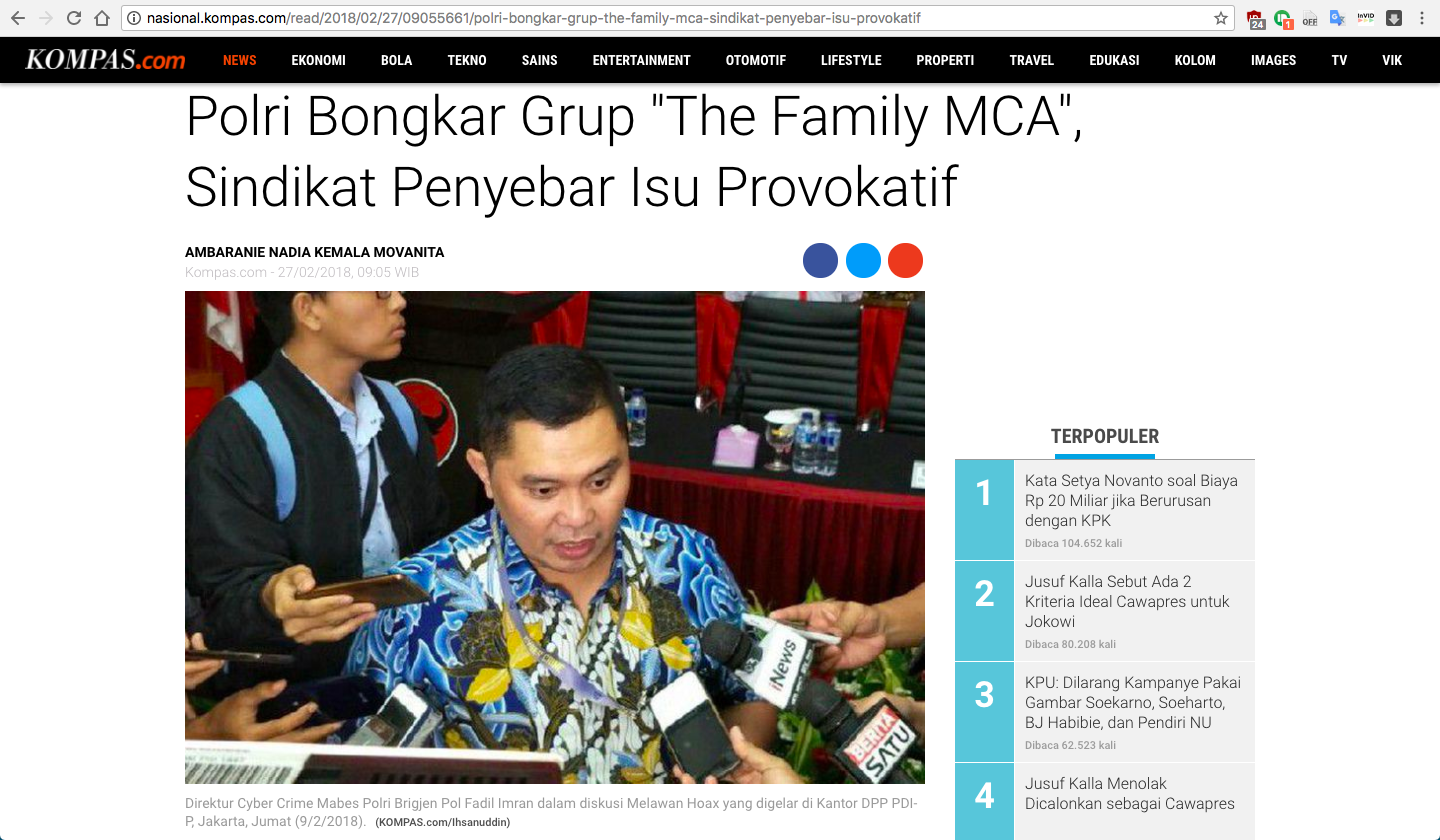 nasional.kompas.com/read/2018/02/27/09055661/polri-bongkar-grup-the-family-mca-sindikat-penyebar-isu-provokatif
24
1
OFF
InVID
KOMPAS.com
NEWS EKONOMI BOLA TEKNO SAINS ENTERTAINMENT OTOMOTIF LIFESTYLE PROPERTI TRAVEL EDUKASI KOLOM IMAGES TV VIK
Polri Bongkar Grup "The Family MCA",
Sindikat Penyebar Isu Provokatif
AMBARANIE NADIA KEMALA MOVANITA
Kompas.com - 27/02/2018, 09:05 WIB
iNews
BERITA
SATU
Direktur Cyber Crime Mabes Polri Brigjen Pol Fadil Imran dalam diskusi Melawan Hoax yang digelar di Kantor DPP PDI-
P, Jakarta, Jumat (9/2/2018). (KOMPAS.com/Ihsanuddin)
TERPOPULER
1
Kata Setya Novanto soal Biaya
Rp 20 Miliar jika Berurusan
dengan KPK
Dibaca 104.652 kali
2
Jusuf Kalla Sebut Ada 2
Kriteria Ideal Cawapres untuk
Jokowi
Dibaca 80.208 kali
3
KPU: Dilarang Kampanye Pakai
Gambar Soekarno, Soeharto,
BJ Habibie, dan Pendiri NU
Dibaca 62.523 kali
4
Jusuf Kalla Menolak
Dicalonkan sebagai Cawapres